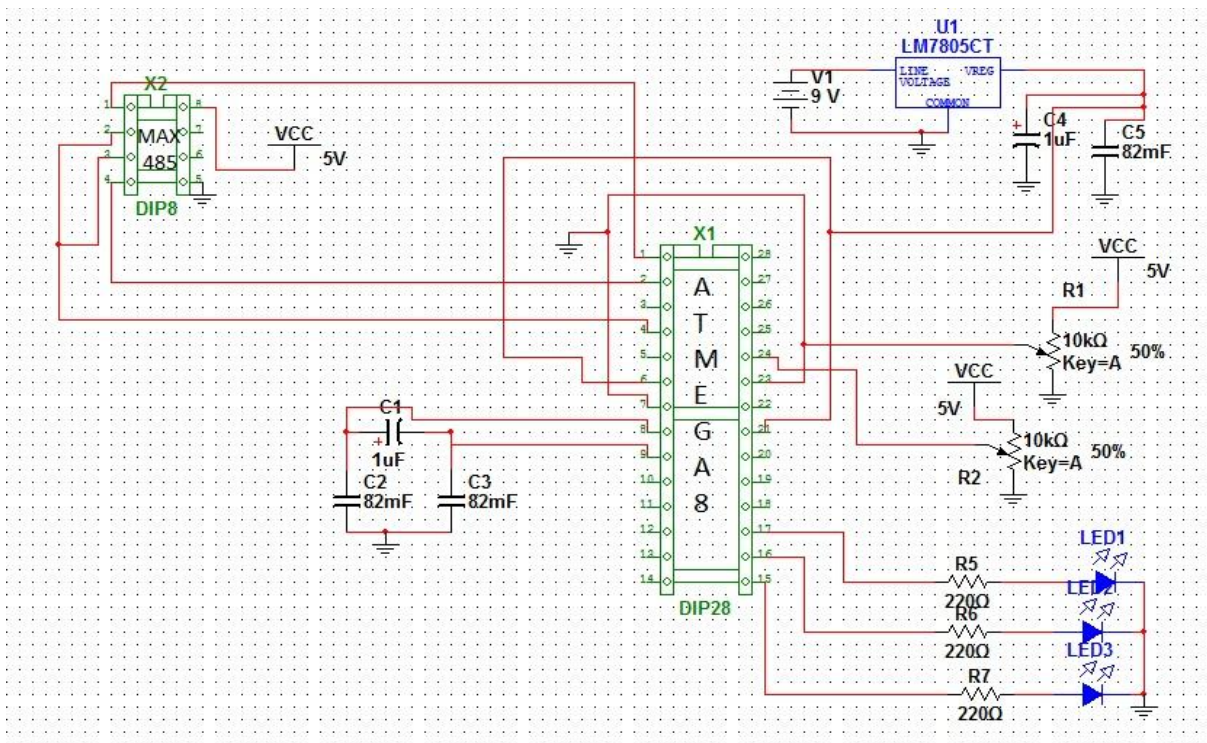 U1
LM7805CT
LINE VOLTAGE
VREG
COMMON
V1
9 V
C4
1uF
C5
82mF
X2
1
2
3
4
8
7
6
5
MAX
485
DIP8
VCC
5V
X1
1
2
3
4
5
6
7
8
9
10
11
12
13
14
28
27
26
25
24
23
22
21
20
19
18
17
16
15
A
T
M
E
G
A
8
DIP28
VCC
5V
R1
10kΩ
Key=A
50%
VCC
5V
10kΩ
Key=A
50%
R2
C1
+
1uF
C2
82mF
C3
82mF
LED1
R5
220Ω
LED2
R6
220Ω
LED3
R7
220Ω